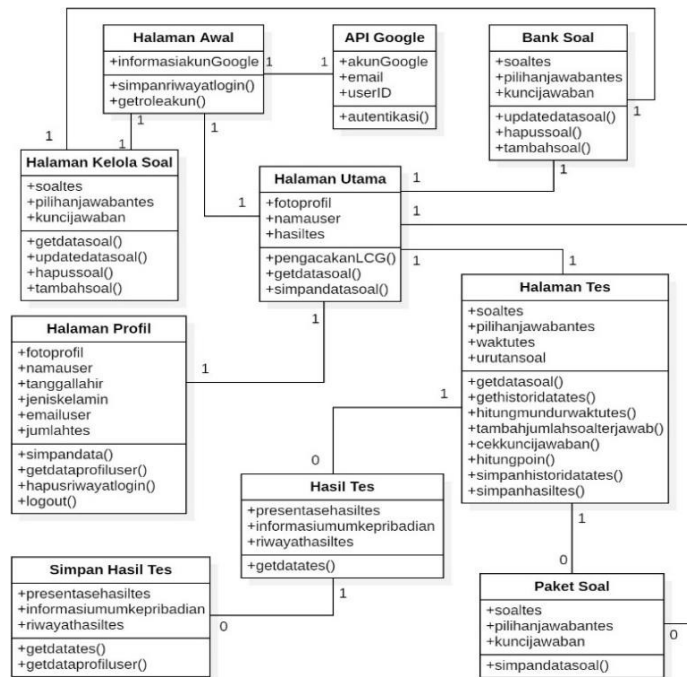 Halaman Awal
+informasiakunGoogle
+simpanriwayatlogin()
+getroleakun()
API Google
+akunGoogle
+email
+userID
+autentikasi()
Bank Soal
+soaltes
+pilihanjawabantes
+kuncijawaban
+updatedatasoal()
+hapussoal()
+tambahsoal()
1
1
1
1
1
1
1
1
Halaman Kelola Soal
+soaltes
+pilihanjawabantes
+kuncijawaban
+getdatasoal()
+updatedatasoal()
+hapussoal()
+tambahsoal()
Halaman Utama
+fotoprofil
+namauser
+hasiltes
+pengacakanLCG()
+getdatasoal()
+simpandatasoal()
1
1
1
1
1
1
Halaman Tes
+soaltes
+pilihanjawabantes
+waktutes
+urutansoal
+getdatasoal()
+gethistoridatates()
+hitungmundurwaktutes()
+tambahjumlahsoalterjawab()
+cekkuncijawaban()
+hitungpoin()
+simpanhistoridatates()
+simpanhasiltes()
Halaman Profil
+fotoprofil
+namauser
+tanggallahir
+jeniskelamin
+emailuser
+jumlahtes
+simpandata()
+getdataprofiluser()
+hapusriwayatlogin()
+logout()
1
1
0
Hasil Tes
+presentasehasiltes
+informasiumumkepribadian
+riwayathasiltes
+getdatates()
1
0
1
0
Simpan Hasil Tes
+presentasehasiltes
+informasiumumkepribadian
+riwayathasiltes
+getdatates()
+getdataprofiluser()
Paket Soal
+soaltes
+pilihanjawabantes
+kuncijawaban
+simpandatasoal()
0